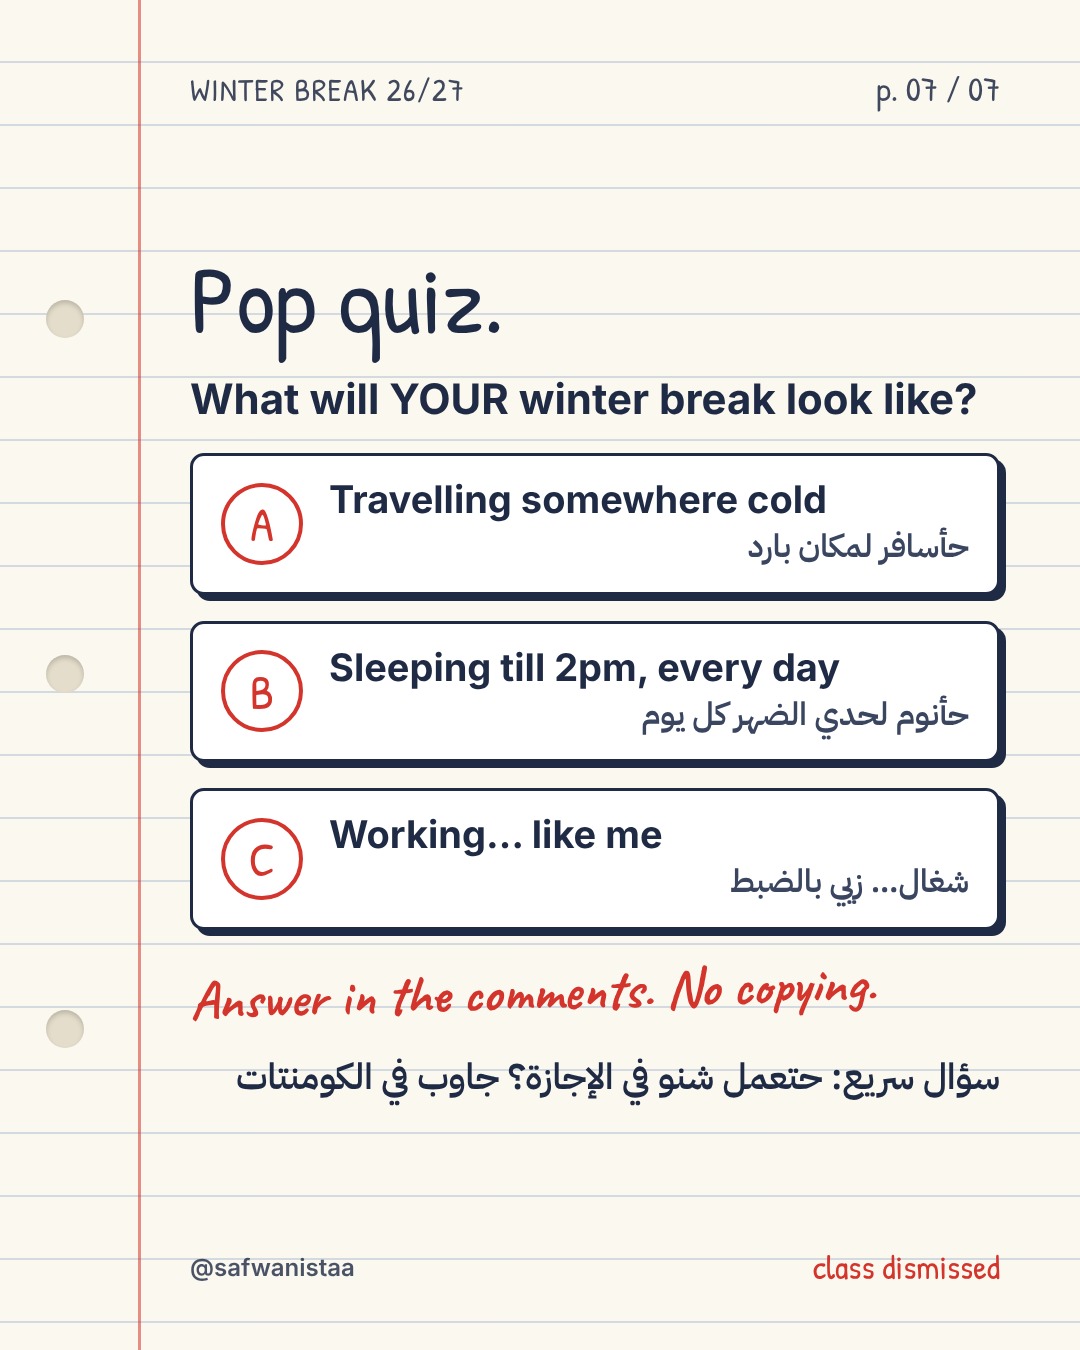 WINTER BREAK 26/27
p. 07 / 07
Pop quiz.
What will YOUR winter break look like?
A
Travelling somewhere cold
حأسافر لمكان بارد
B
Sleeping till 2pm, every day
حأنوم لحدي الضهر كل يوم
C
Working... like me
شغال... زيي بالضبط
Answer in the comments. No copying.
سؤال سريع: حتعمل شنو في الإجازة؟ جاوب في الكومنتات
@safwanistaa
class dismissed